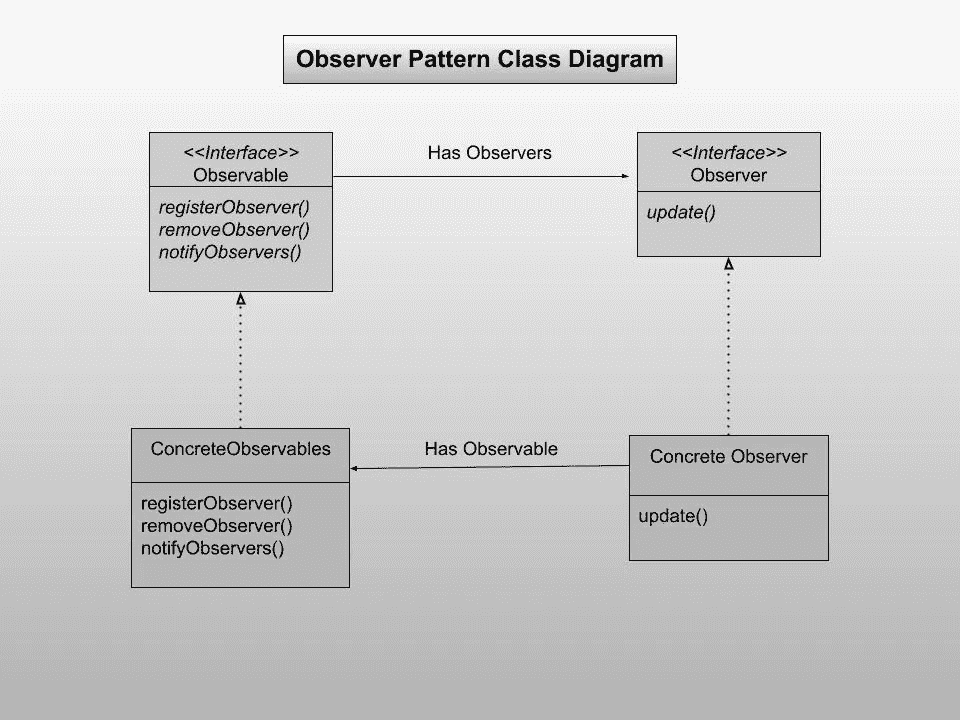 Observer Pattern Class Diagram
<<Interface>>
Observable
registerObserver()
removeObserver()
notifyObservers()
Has Observers
<<Interface>>
Observer
update()
ConcreteObservables
registerObserver()
removeObserver()
notifyObservers()
Has Observable
Concrete Observer
update()